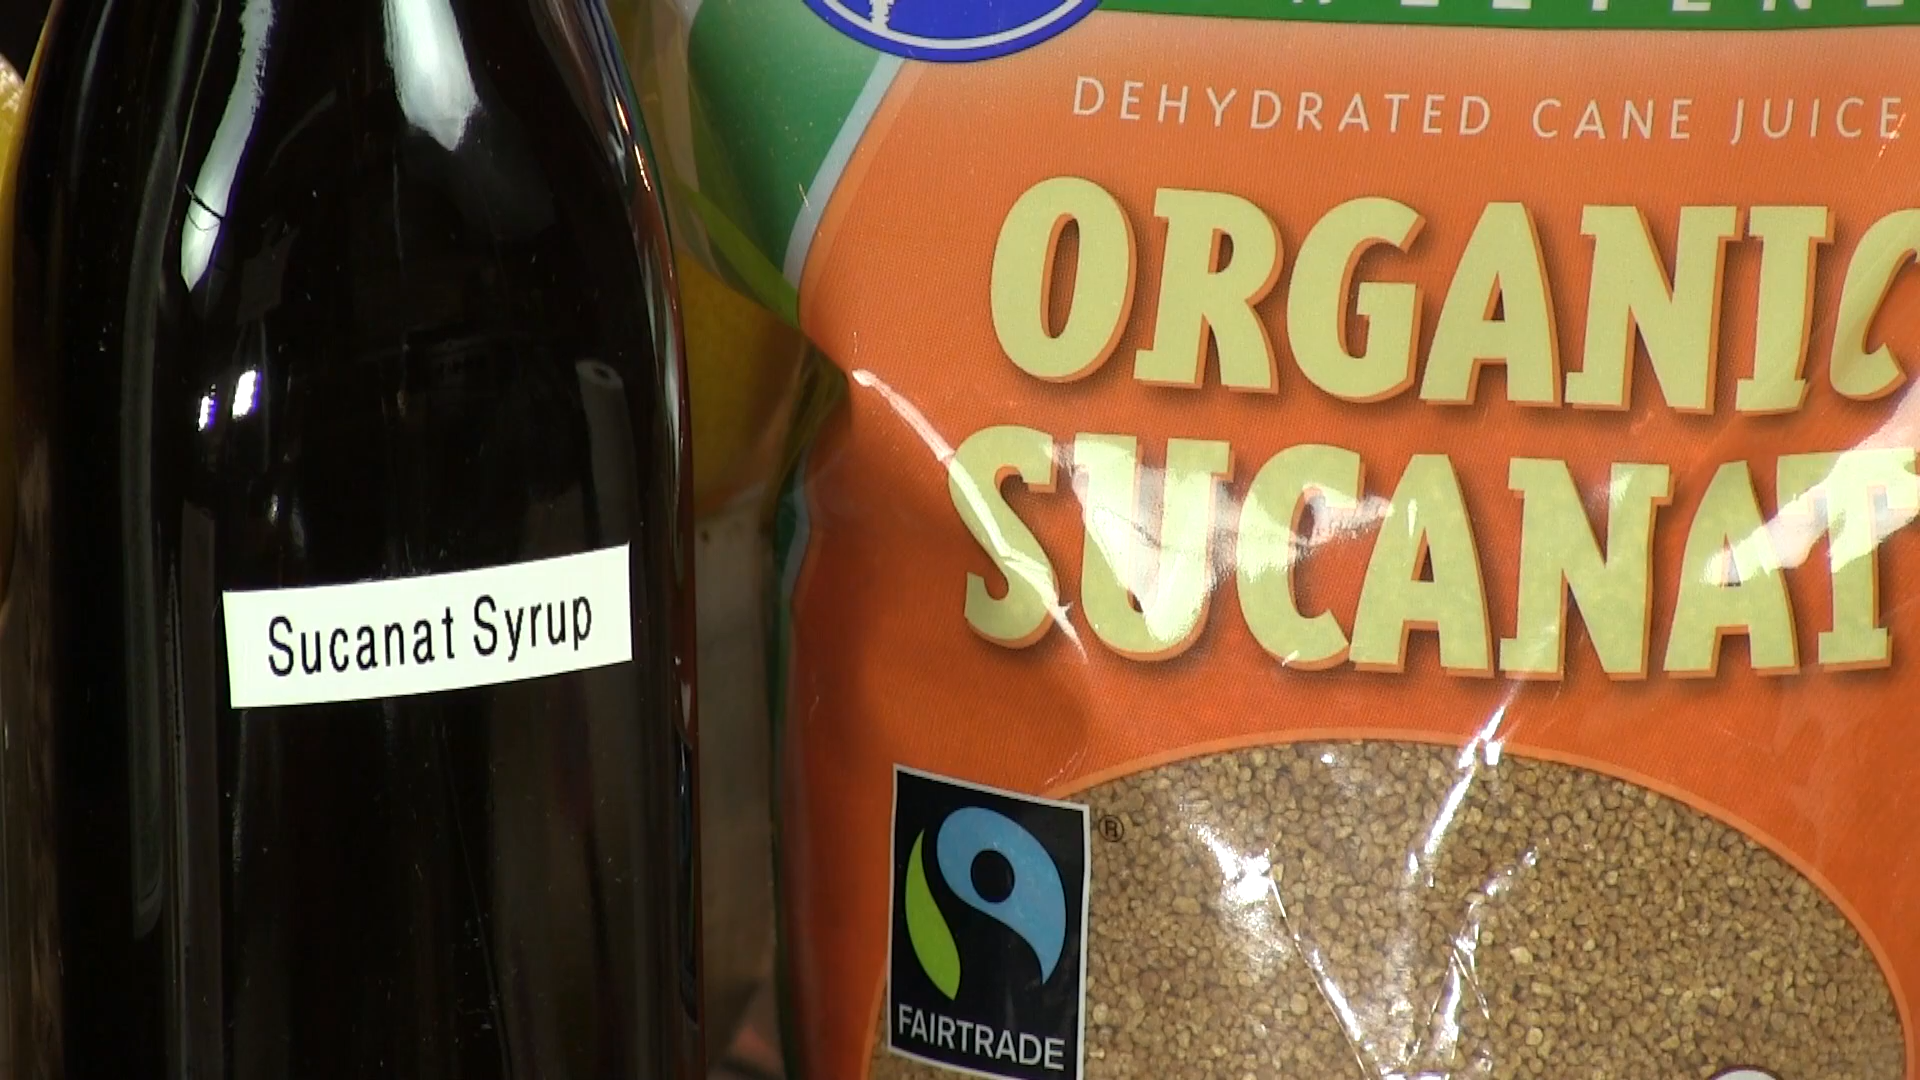 Sucanat Syrup
DEHYDRATED CANE JUICE
ORGANIC
SUCANAT
®
FAIRTRADE